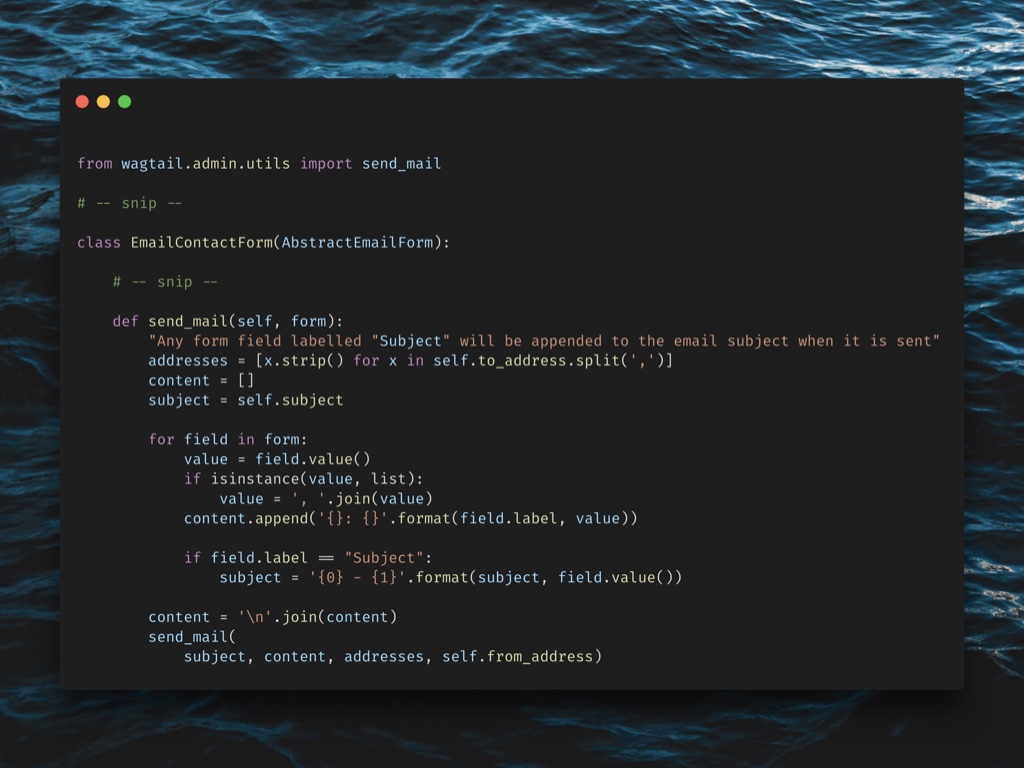 from wagtail.admin.utils import send_mail
# -- snip --
class EmailContactForm(AbstractEmailForm):
# -- snip --
def send_mail(self, form):
"Any form field labelled "Subject" will be appended to the email subject when it is sent"
addresses = [x.strip() for x in self.to_address.split(',')]
content = []
subject = self.subject
for field in form:
value = field.value()
if isinstance(value, list):
value = ', '.join(value)
content.append('{}: {}'.format(field.label, value))
if field.label == "Subject":
subject = '{0} - {1}'.format(subject, field.value())
content = '\n'.join(content)
send_mail(
subject, content, addresses, self.from_address)